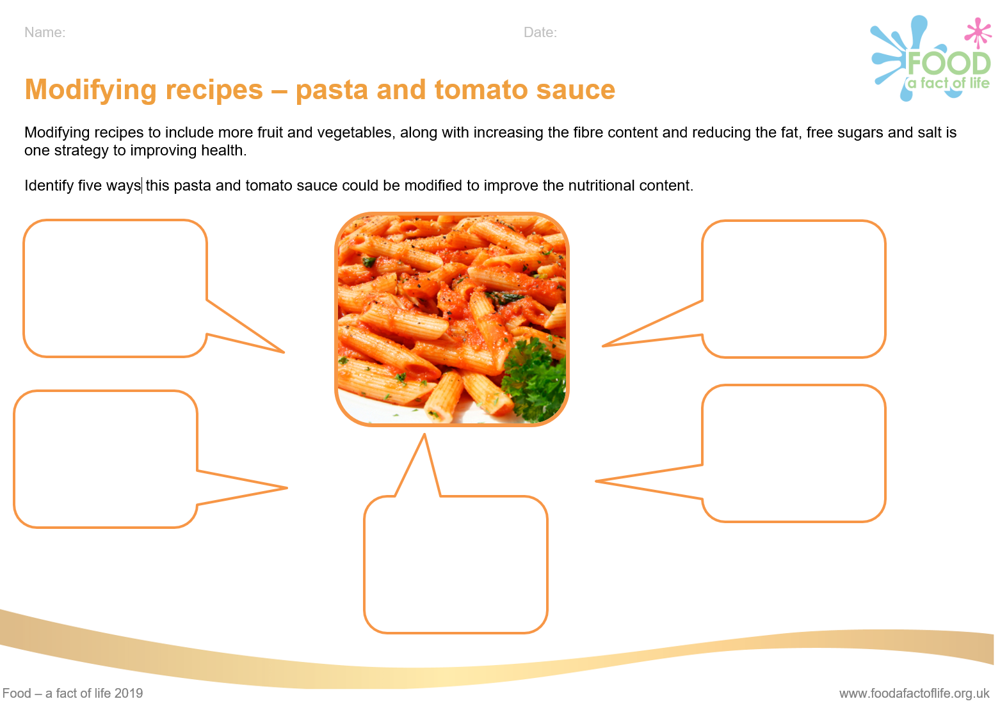 Name:
Date:
FOOD
a fact of life
Modifying recipes – pasta and tomato sauce
Modifying recipes to include more fruit and vegetables, along with increasing the fibre content and reducing the fat, free sugars and salt is
one strategy to improving health.
Identify five ways this pasta and tomato sauce could be modified to improve the nutritional content.
Food – a fact of life 2019
www.foodafactoflife.org.uk